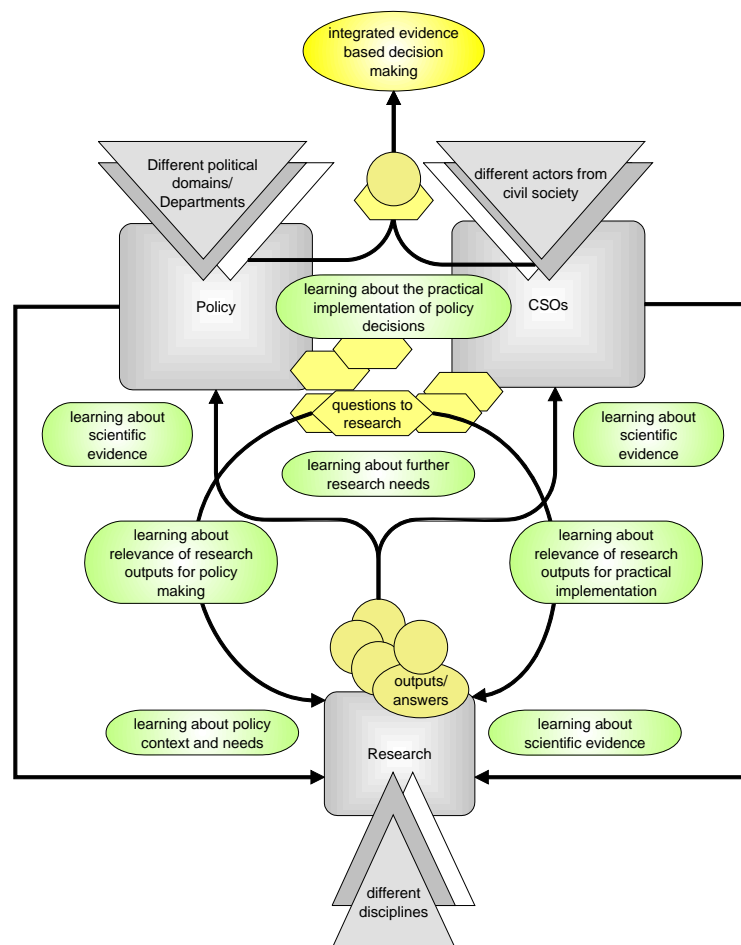 integrated evidence
based decision
making
Different political
domains/
Departments
different actors from
civil society
Policy
learning about the practical
implementation of policy
decisions
CSOs
learning about
scientific
evidence
questions to
research
learning about
scientific
evidence
learning about further
research needs
learning about
relevance of research
outputs for policy
making
learning about
relevance of research
outputs for practical
implementation
outputs/
answers
learning about policy
context and needs
Research
learning about
scientific evidence
different
disciplines